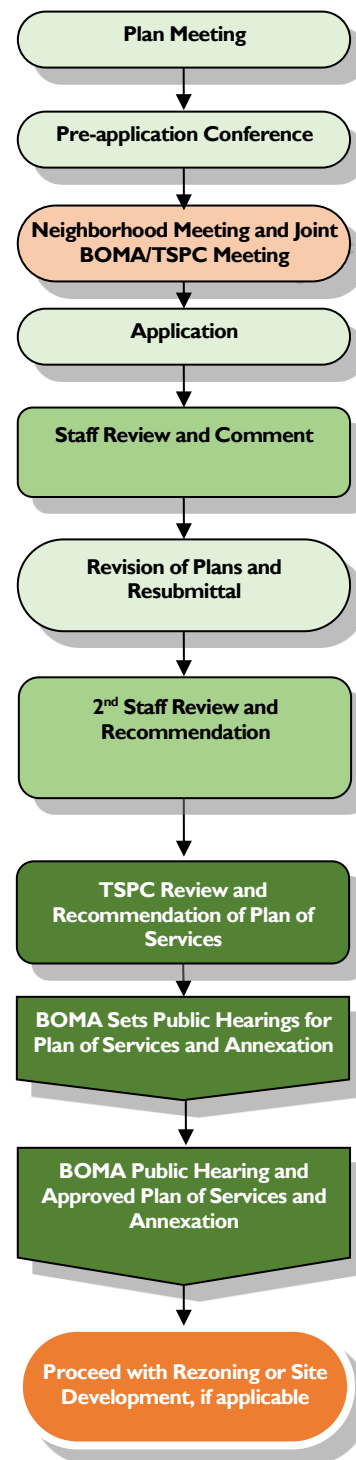 Plan Meeting
Pre-application Conference
Neighborhood Meeting and Joint
BOMA/TSPC Meeting
Application
Staff Review and Comment
Revision of Plans and
Resubmittal
2nd Staff Review and
Recommendation
TSPC Review and
Recommendation of Plan of
Services
BOMA Sets Public Hearings for
Plan of Services and Annexation
BOMA Public Hearing and
Approved Plan of Services and
Annexation
Proceed with Rezoning or Site
Development, if applicable